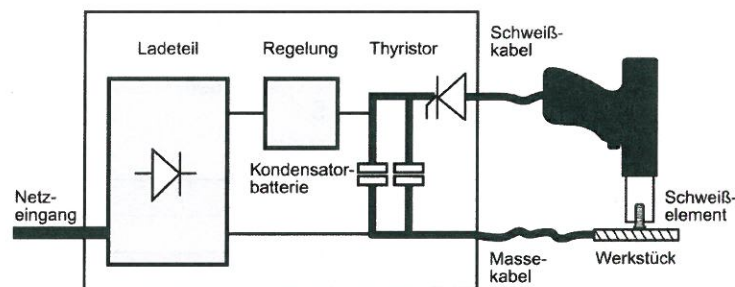 Ladeteil
Regelung
Thyristor
Schweiß-
kabel
Kondensator-
batterie
Netz-
eingang
Schweiß-
element
Masse-
kabel
Werkstück